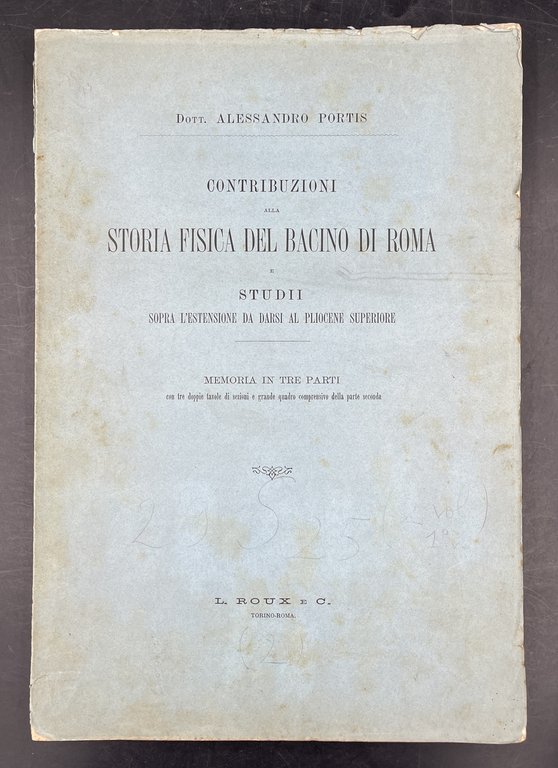 Dott. ALESSANDRO PORTIS
CONTRIBUZIONI
ALLA
STORIA FISICA DEL BACINO DI ROMA
E
STUDII
SOPRA L'ESTENSIONE DA DARSI AL PLIOCENE SUPERIORE
MEMORIA IN TRE PARTI
con tre doppie tavole di sezioni e grande quadro comprensivo della parte seconda
L. ROUX E C.
TORINO-ROMA.
(2)